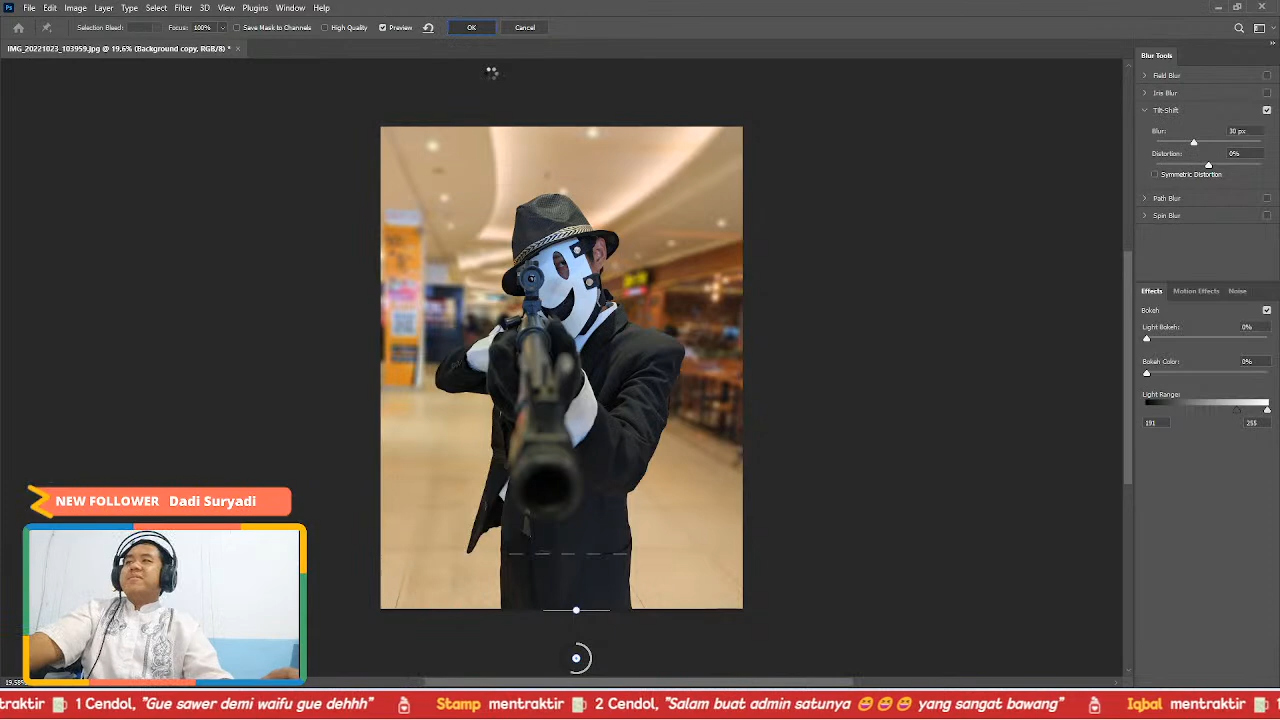 Ps File Edit Image Layer Type Select Filter 3D View Plugins Window Help
Selection Bleed: Focus: 100% Save Mask to Channels High Quality Preview OK Cancel
IMG_20221023_103959.jpg @ 19,6% (Background copy, RGB/8) * ×
Blur Tools
Field Blur
Iris Blur
Tilt-Shift
Blur: 30 px
Distortion: 0%
Symmetric Distortion
Path Blur
Spin Blur
Effects Motion Effects Noise
Bokeh
Light Bokeh: 0%
Bokeh Color: 0%
Light Range:
191 255
NEW FOLLOWER Dadi Suryadi
19,58%
traktir 1 Cendol, "Gue sawer demi waifu gue dehhh" Stamp mentraktir 2 Cendol, "Salam buat admin satunya 😄😄😄 yang sangat bawang" Iqbal mentraktir